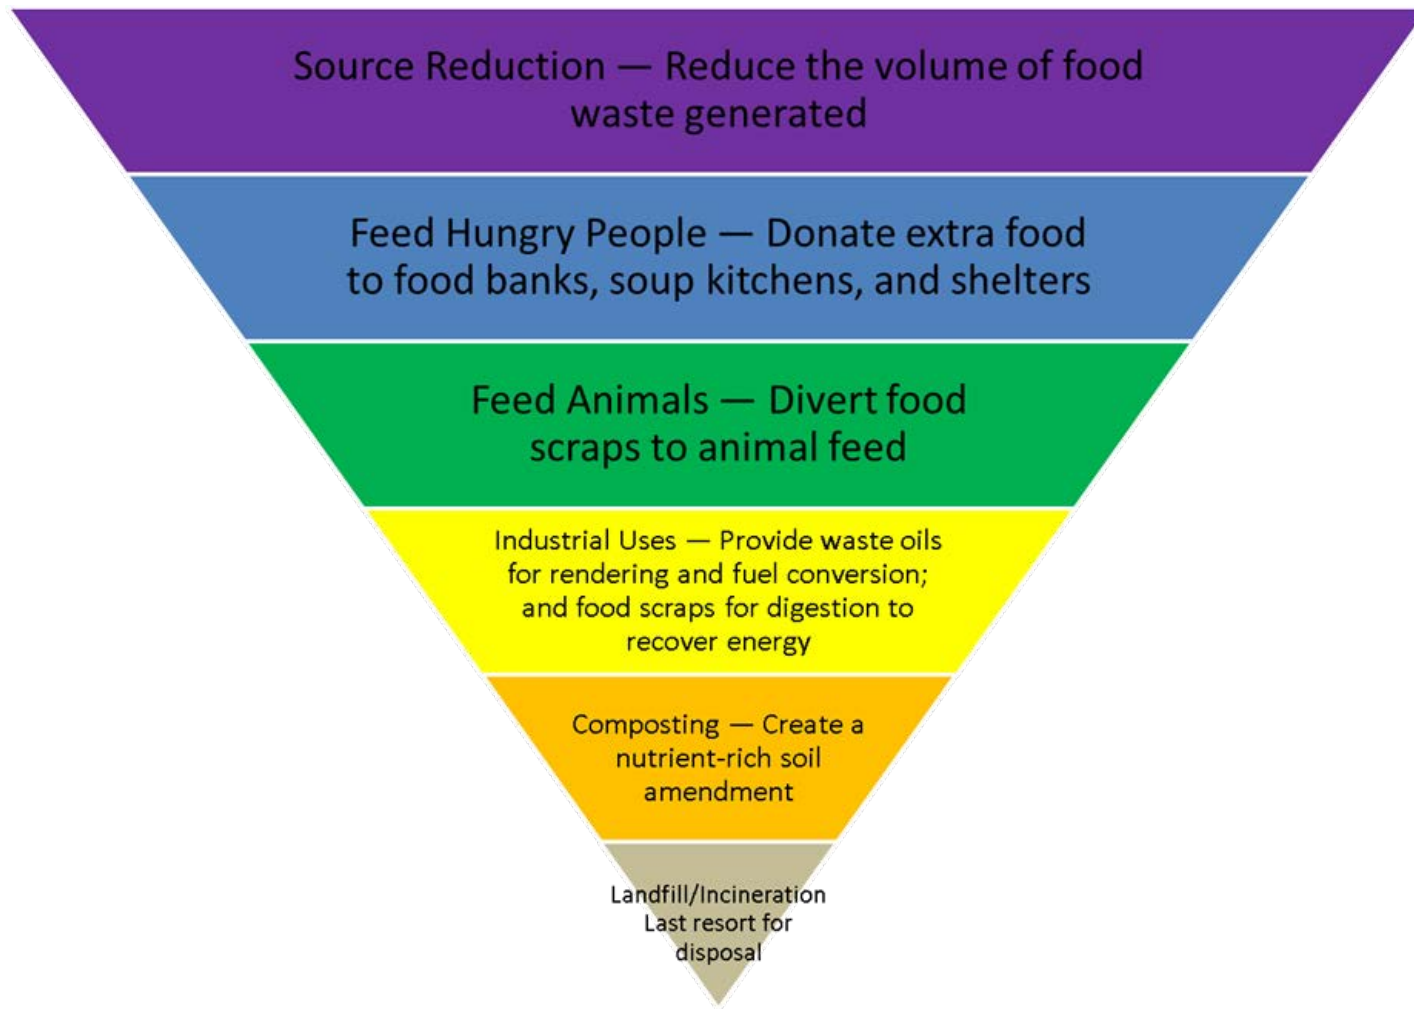 Source Reduction — Reduce the volume of food
waste generated
Feed Hungry People — Donate extra food
to food banks, soup kitchens, and shelters
Feed Animals — Divert food
scraps to animal feed
Industrial Uses — Provide waste oils
for rendering and fuel conversion;
and food scraps for digestion to
recover energy
Composting — Create a
nutrient-rich soil
amendment
Landfill/Incineration
Last resort for
disposal